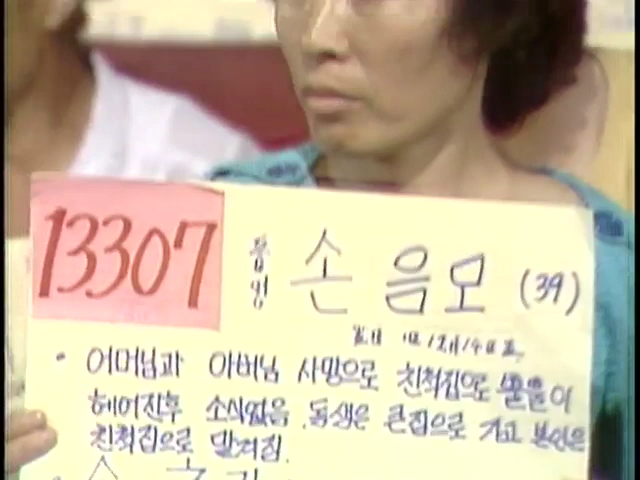 13307
본명 손음모 (39)
· 어머님과 아버님 사망으로 친척집으로 뿔뿔이
헤어진후 소식없음. 동생은 큰집으로 가고 본인은
친척집으로 맡겨짐.